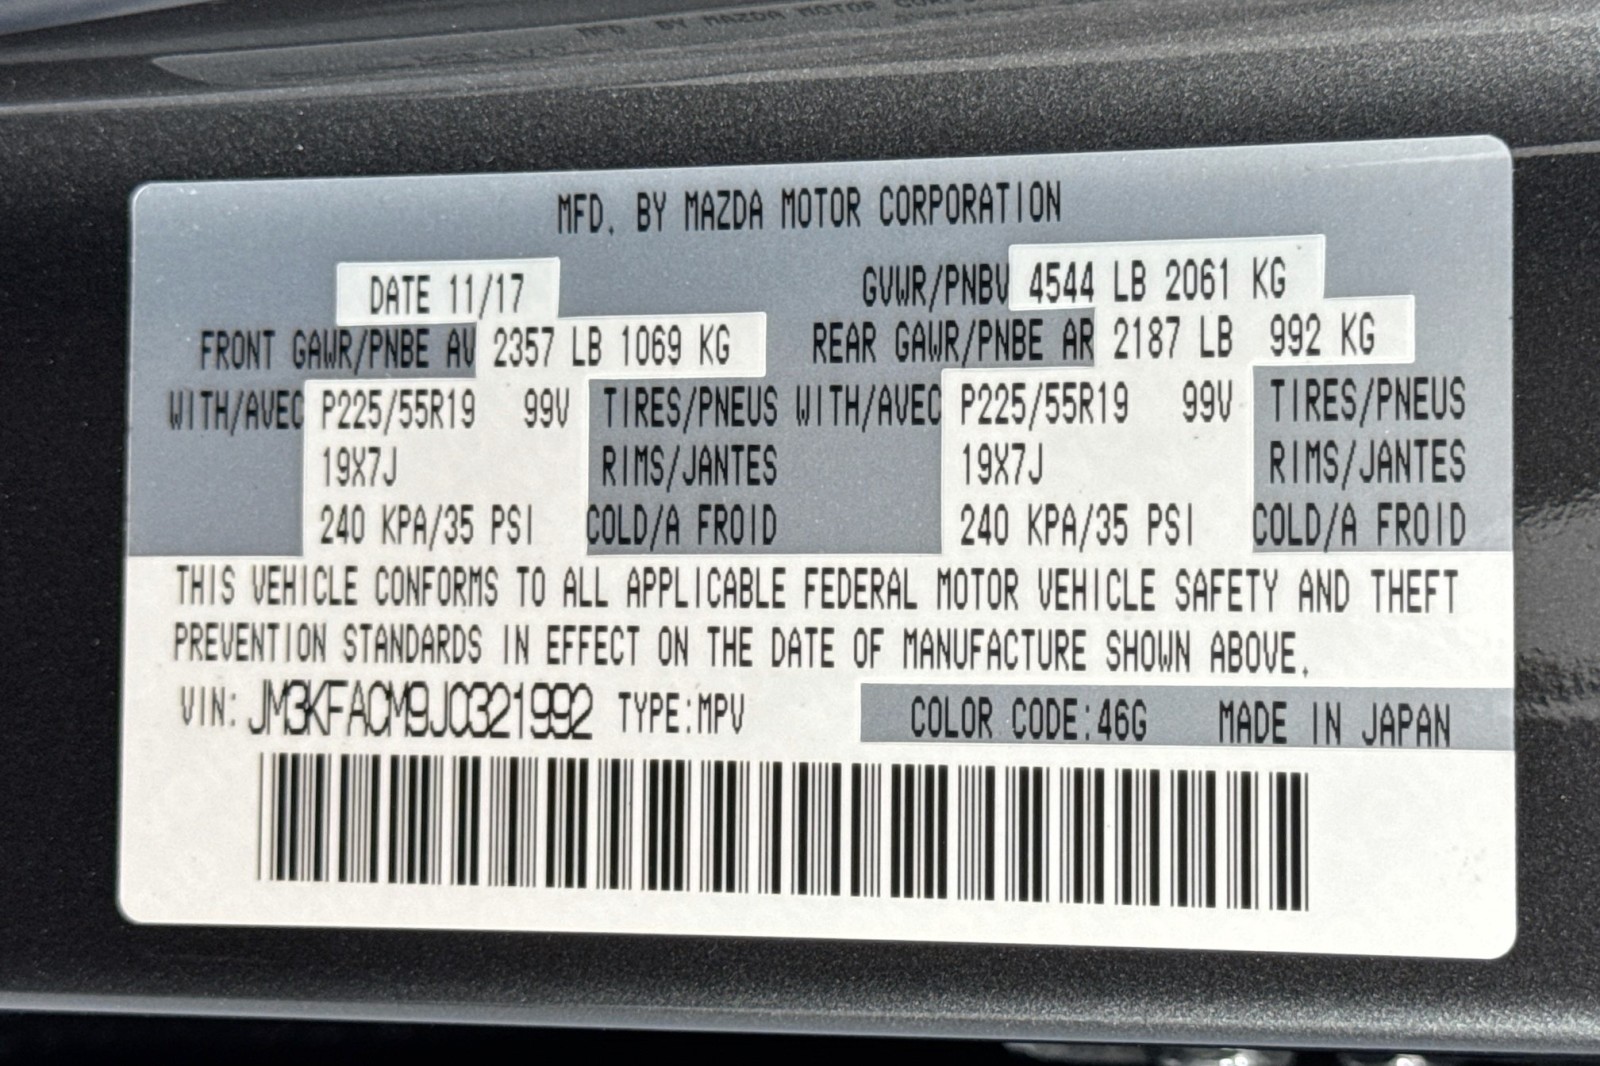 MFD. BY MAZDA MOTOR
MFD. BY MAZDA MOTOR CORPORATION
DATE 11/17 GVWR/PNBV 4544 LB 2061 KG
FRONT GAWR/PNBE AV 2357 LB 1069 KG REAR GAWR/PNBE AR 2187 LB 992 KG
WITH/AVEC P225/55R19 99V TIRES/PNEUS WITH/AVEC P225/55R19 99V TIRES/PNEUS
19X7J RIMS/JANTES 19X7J RIMS/JANTES
240 KPA/35 PSI COLD/A FROID 240 KPA/35 PSI COLD/A FROID
THIS VEHICLE CONFORMS TO ALL APPLICABLE FEDERAL MOTOR VEHICLE SAFETY AND THEFT
PREVENTION STANDARDS IN EFFECT ON THE DATE OF MANUFACTURE SHOWN ABOVE.
VIN: JM3KFACM9J0321992 TYPE:MPV COLOR CODE:46G MADE IN JAPAN